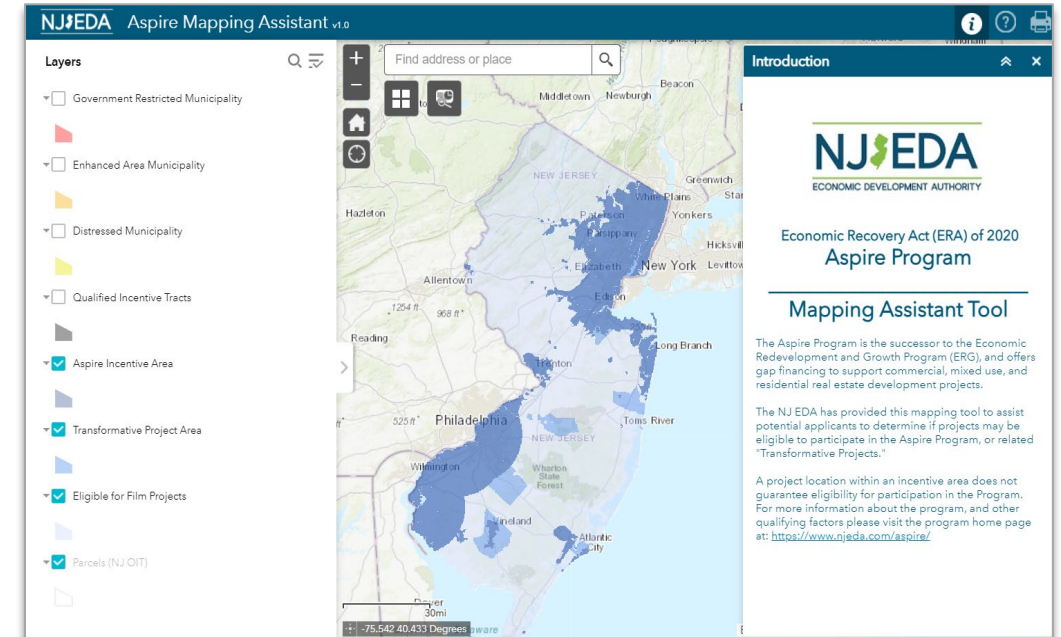 NJEDA Aspire Mapping Assistant v1.0
Layers
Government Restricted Municipality
Enhanced Area Municipality
Distressed Municipality
Qualified Incentive Tracts
Aspire Incentive Area
Transformative Project Area
Eligible for Film Projects
Parcels (NJ OIT)
Find address or place
Beacon
Middletown
Newburgh
NEW JERSEY
Greenwich
White Plains
Hazleton
Paterson
Yonkers
Parsippany
Hicksvil
Elizabeth
New York
Levittow
Allentown
Edison
1254 ft
968 ft
Reading
Long Branch
Trenton
525 ft
Philadelphia
Toms River
NEW JERSEY
Wilmington
Wharton
State
Forest
Vineland
Atlantic
City
Dover
30mi
-75.542 40.433 Degrees
Introduction
NJEDA
ECONOMIC DEVELOPMENT AUTHORITY
Economic Recovery Act (ERA) of 2020
Aspire Program
Mapping Assistant Tool
The Aspire Program is the successor to the Economic
Redevelopment and Growth Program (ERG), and offers
gap financing to support commercial, mixed use, and
residential real estate development projects.
The NJ EDA has provided this mapping tool to assist
potential applicants to determine if projects may be
eligible to participate in the Aspire Program, or related
"Transformative Projects."
A project location within an incentive area does not
guarantee eligibility for participation in the Program.
For more information about the program, and other
qualifying factors please visit the program home page
at: https://www.njeda.com/aspire/